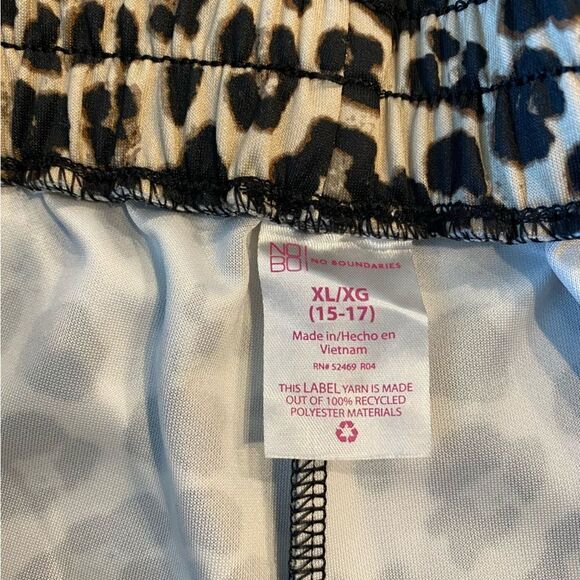 NO
BO | NO BOUNDARIES
XL/XG
(15-17)
Made in/Hecho en
Vietnam
RN# 52469 R04
THIS LABEL YARN IS MADE
OUT OF 100% RECYCLED
POLYESTER MATERIALS